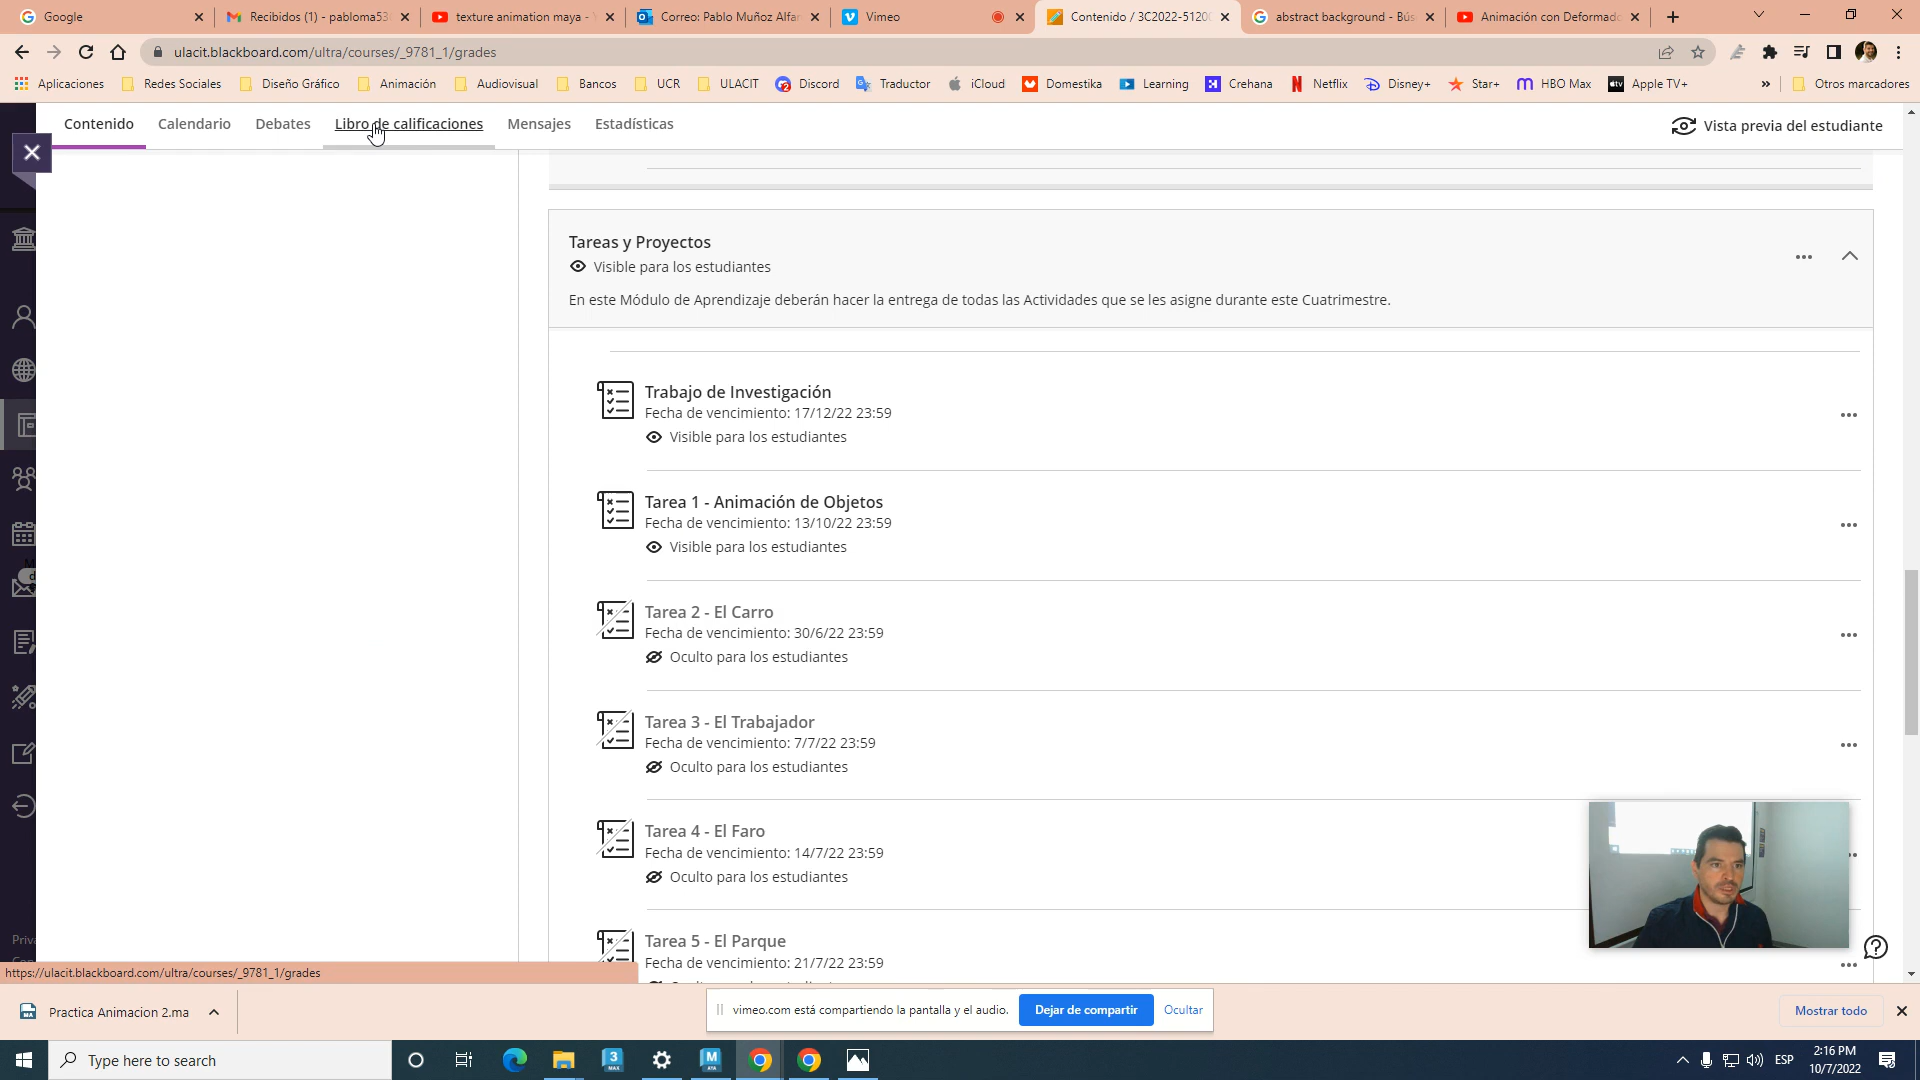 Google
Recibidos (1) - pabloma53
texture animation maya - Y
Correo: Pablo Muñoz Alfar
Vimeo
Contenido / 3C2022-5120
abstract background - Bús
Animación con Deformado
ulacit.blackboard.com/ultra/courses/_9781_1/grades
Aplicaciones
Redes Sociales
Diseño Gráfico
Animación
Audiovisual
Bancos
UCR
ULACIT
Discord
Traductor
iCloud
Domestika
Learning
Crehana
Netflix
Disney+
Star+
HBO Max
Apple TV+
»
Otros marcadores
Contenido
Calendario
Debates
Libro de calificaciones
Mensajes
Estadísticas
Vista previa del estudiante
Tareas y Proyectos
Visible para los estudiantes
En este Módulo de Aprendizaje deberán hacer la entrega de todas las Actividades que se les asigne durante este Cuatrimestre.
Trabajo de Investigación
Fecha de vencimiento: 17/12/22 23:59
Visible para los estudiantes
Tarea 1 - Animación de Objetos
Fecha de vencimiento: 13/10/22 23:59
Visible para los estudiantes
Tarea 2 - El Carro
Fecha de vencimiento: 30/6/22 23:59
Oculto para los estudiantes
Tarea 3 - El Trabajador
Fecha de vencimiento: 7/7/22 23:59
Oculto para los estudiantes
Tarea 4 - El Faro
Fecha de vencimiento: 14/7/22 23:59
Oculto para los estudiantes
Tarea 5 - El Parque
Fecha de vencimiento: 21/7/22 23:59
Priva
https://ulacit.blackboard.com/ultra/courses/_9781_1/grades
Practica Animacion 2.ma
vimeo.com está compartiendo la pantalla y el audio.
Dejar de compartir
Ocultar
Mostrar todo
Type here to search
ESP
2:16 PM
10/7/2022